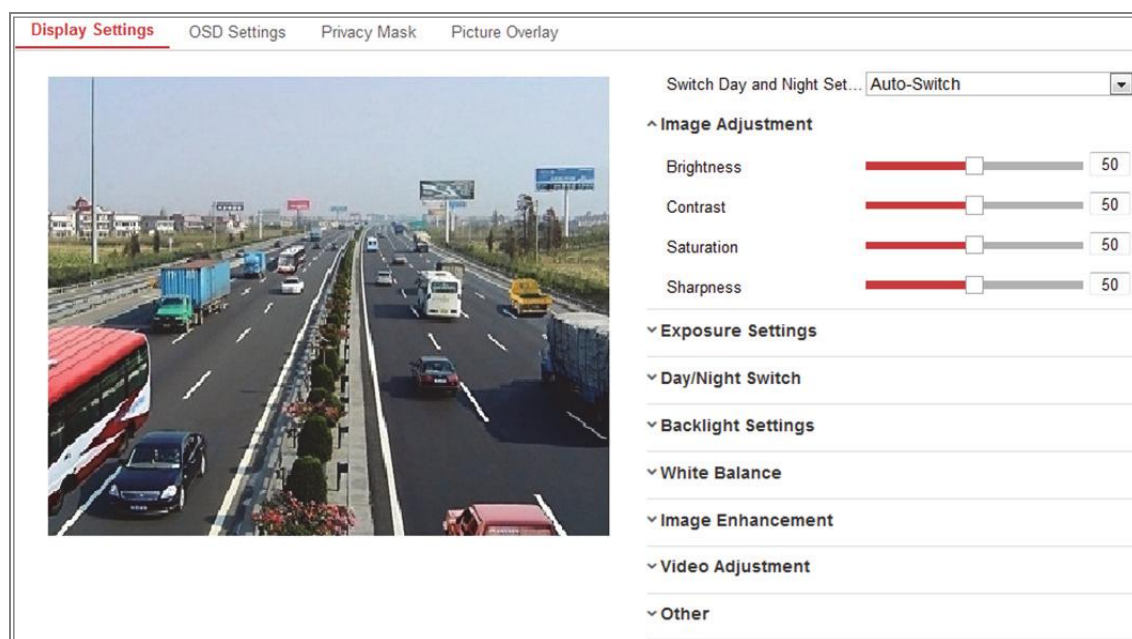 Display Settings OSD Settings Privacy Mask Picture Overlay
Switch Day and Night Set... Auto-Switch
Image Adjustment
Brightness 50
Contrast 50
Saturation 50
Sharpness 50
Exposure Settings
Day/Night Switch
Backlight Settings
White Balance
Image Enhancement
Video Adjustment
Other